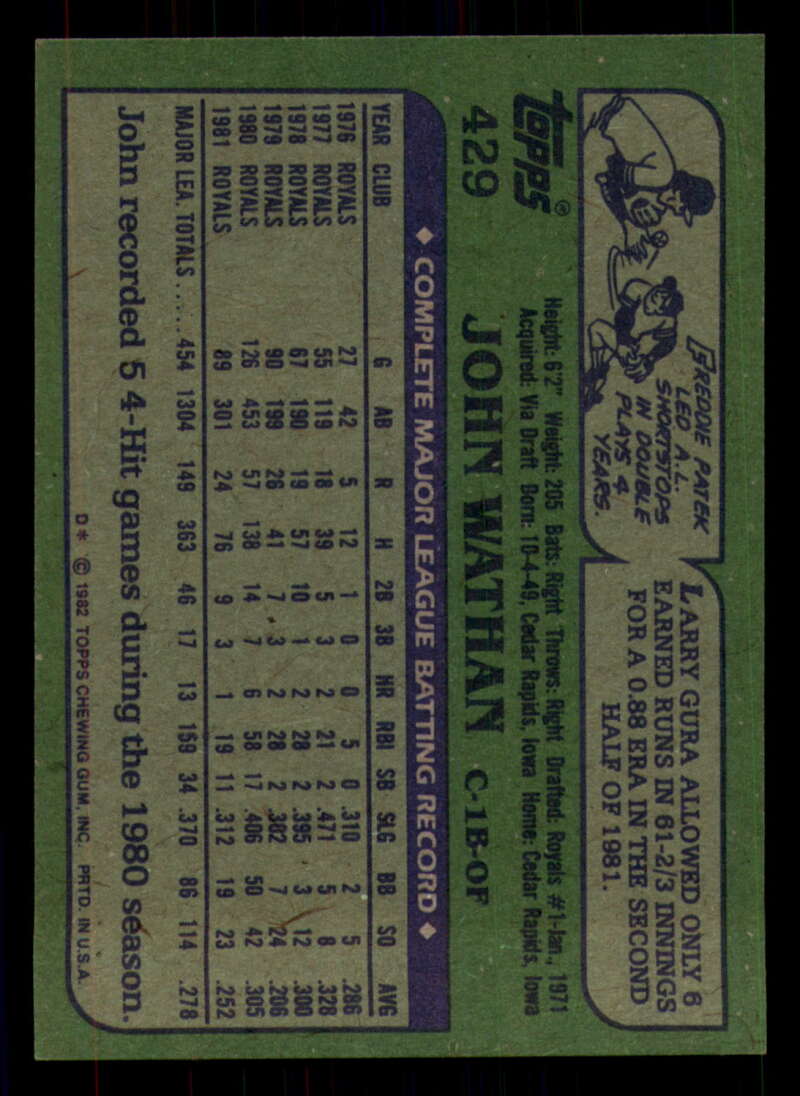 FREDDIE PATEK
LED A.L.
SHORTSTOPS
IN DOUBLE
PLAYS 4
YEARS.
LARRY GURA ALLOWED ONLY 6
EARNED RUNS IN 61-2/3 INNINGS
FOR A 0.88 ERA IN THE SECOND
HALF OF 1981.
Topps®
429
Height: 6'2" Weight: 205 Bats: Right Throws: Right Drafted: Royals #1-Jan., 1971
Acquired: Via Draft Born: 10-4-49, Cedar Rapids, Iowa Home: Cedar Rapids, Iowa
JOHN WATHAN C-1B-OF
♦ COMPLETE MAJOR LEAGUE BATTING RECORD ♦
YEAR CLUB G AB R H 2B 3B HR RBI SB SLG BB SO AVG
1976 ROYALS 27 42 5 12 1 0 0 5 0 .310 2 5 .286
1977 ROYALS 55 119 18 39 5 3 2 21 2 .471 5 8 .328
1978 ROYALS 67 190 19 57 10 1 2 28 2 .395 3 12 .300
1979 ROYALS 90 199 26 41 7 3 2 28 2 .382 7 24 .206
1980 ROYALS 126 453 57 138 14 7 6 58 17 .406 50 42 .305
1981 ROYALS 89 301 24 76 9 3 1 19 11 .312 19 23 .252
MAJOR LEA. TOTALS..... 454 1304 149 363 46 17 13 159 34 .370 86 114 .278
John recorded 5 4-Hit games during the 1980 season.
D* © 1982 TOPPS CHEWING GUM, INC. PRTD. IN U.S.A.